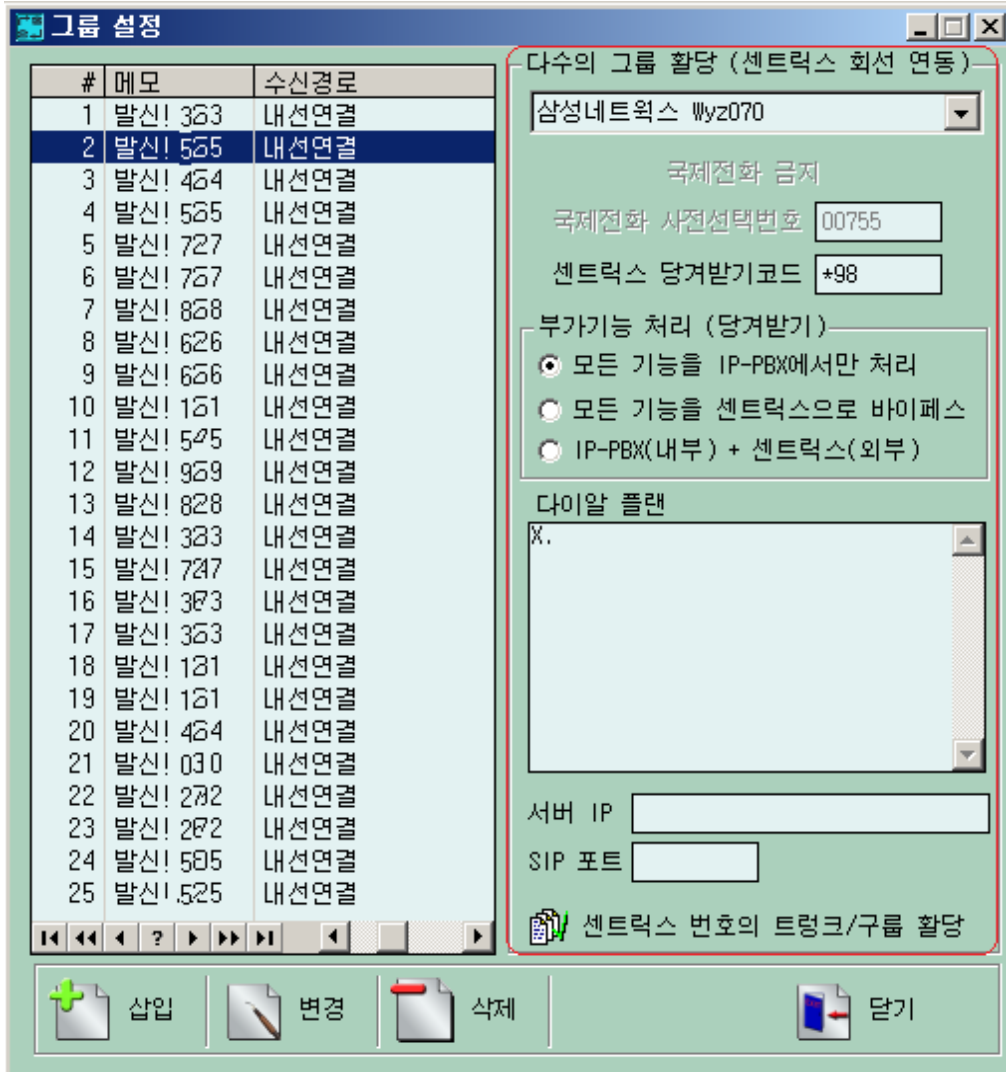 그룹 설정
# 메모 수신경로
1 발신! 내선연결
2 발신! 내선연결
3 발신! 내선연결
4 발신! 내선연결
5 발신! 727 내선연결
6 발신! 내선연결
7 발신! 내선연결
8 발신! 626 내선연결
9 발신! 내선연결
10 발신! 내선연결
11 발신! 내선연결
12 발신! 내선연결
13 발신! 828 내선연결
14 발신! 내선연결
15 발신! 내선연결
16 발신! 내선연결
17 발신! 내선연결
18 발신! 내선연결
19 발신! 내선연결
20 발신! 내선연결
21 발신! 내선연결
22 발신! 내선연결
23 발신! 내선연결
24 발신! 내선연결
25 발신! 내선연결
?
다수의 그룹 활당 (센트릭스 회선 연동)
삼성네트웍스 Wyz070
국제전화 금지
국제전화 사전선택번호 00755
센트릭스 당겨받기코드 *98
부가기능 처리 (당겨받기)
모든 기능을 IP-PBX에서만 처리
모든 기능을 센트릭스으로 바이페스
IP-PBX(내부) + 센트릭스(외부)
다이알 플랜
X.
서버 IP
SIP 포트
센트릭스 번호의 트렁크/구룹 활당
삽입 변경 삭제 닫기